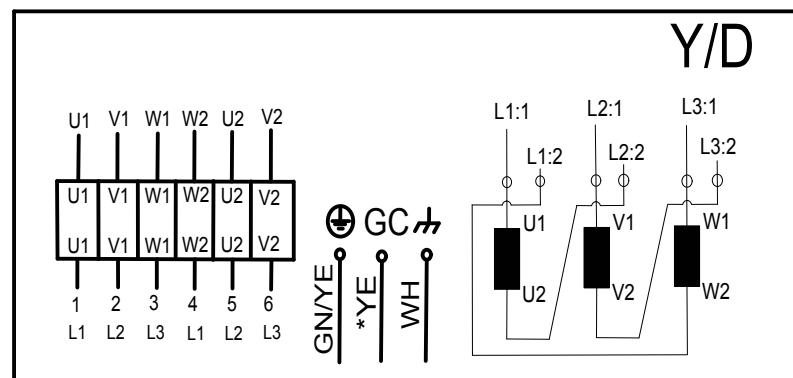 Y/D
U1 V1 W1 W2 U2 V2
U1 V1 W1 W2 U2 V2
U1 V1 W1 W2 U2 V2
1 2 3 4 5 6
L1 L2 L3 L1 L2 L3
GC
GN/YE
*YE
WH
L1:1 L2:1 L3:1
L1:2 L2:2 L3:2
U1 V1 W1
U2 V2 W2